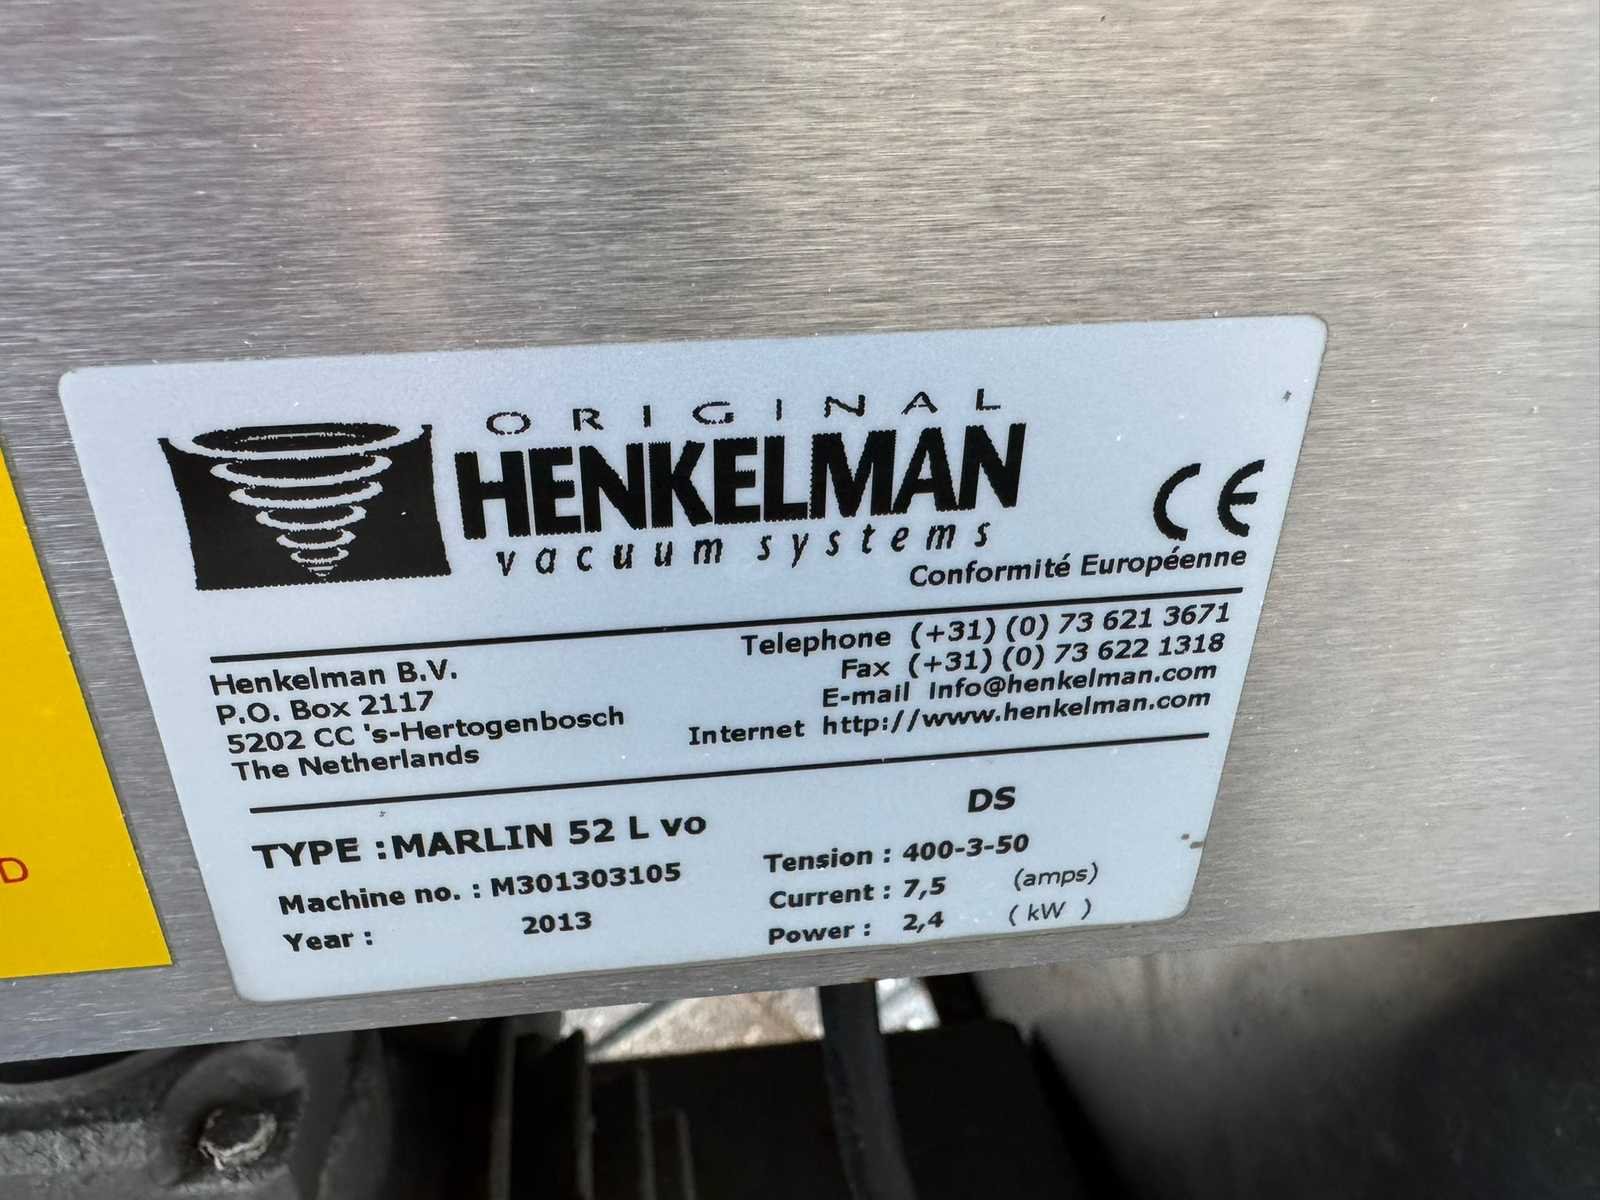 ORIGINAL
HENKELMAN
vacuum systems
CE
Conformité Européenne
Henkelman B.V.
P.O. Box 2117
5202 CC 's-Hertogenbosch
The Netherlands
Telephone (+31) (0) 73 621 3671
Fax (+31) (0) 73 622 1318
E-mail Info@henkelman.com
Internet http://www.henkelman.com
DS
TYPE :MARLIN 52 L vo
Machine no. : M301303105
Year : 2013
Tension : 400-3-50
Current : 7,5 (amps)
Power : 2,4 ( kW )
D